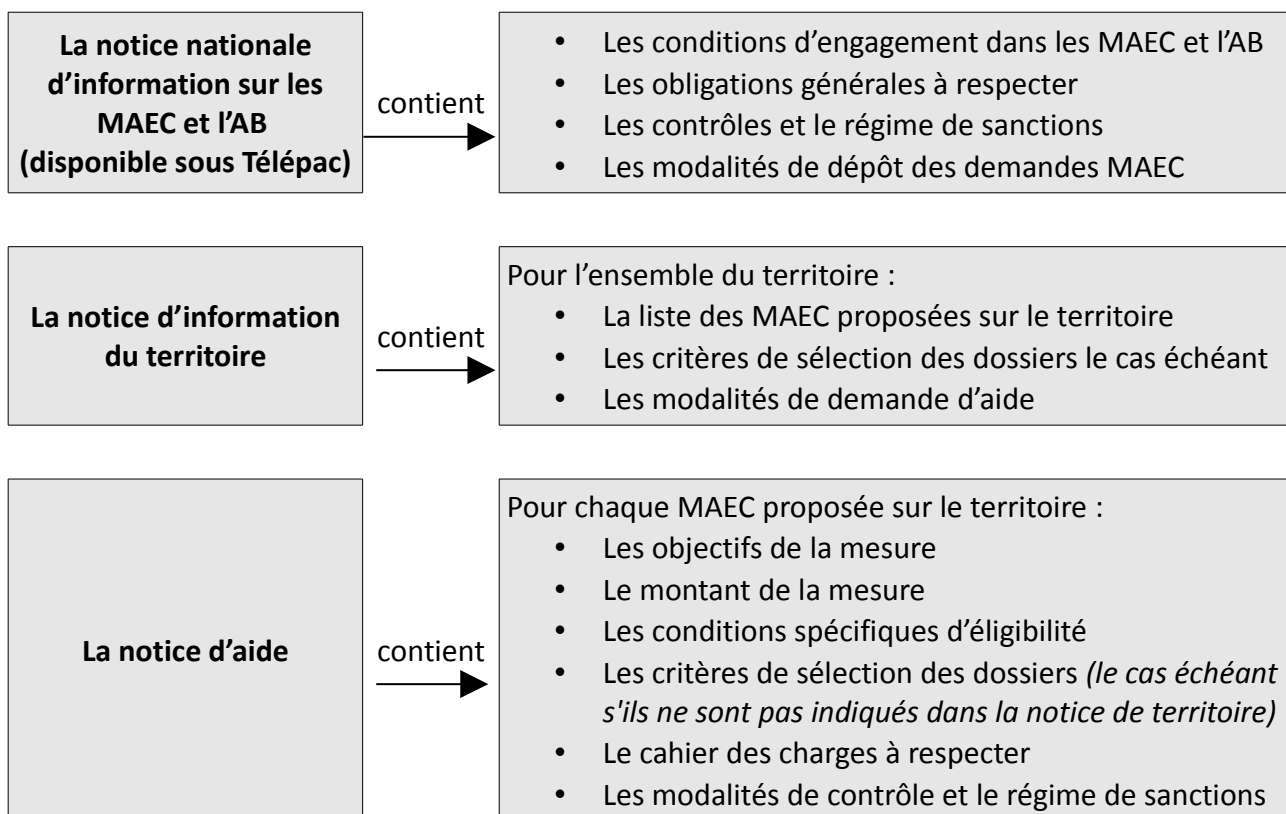 La notice nationale
d’information sur les
MAEC et l’AB
(disponible sous Télépac)
contient
• Les conditions d’engagement dans les MAEC et l’AB
• Les obligations générales à respecter
• Les contrôles et le régime de sanctions
• Les modalités de dépôt des demandes MAEC
La notice d’information
du territoire
contient
Pour l’ensemble du territoire :
• La liste des MAEC proposées sur le territoire
• Les critères de sélection des dossiers le cas échéant
• Les modalités de demande d’aide
La notice d’aide
contient
Pour chaque MAEC proposée sur le territoire :
• Les objectifs de la mesure
• Le montant de la mesure
• Les conditions spécifiques d’éligibilité
• Les critères de sélection des dossiers (le cas échéant
s'ils ne sont pas indiqués dans la notice de territoire)
• Le cahier des charges à respecter
• Les modalités de contrôle et le régime de sanctions